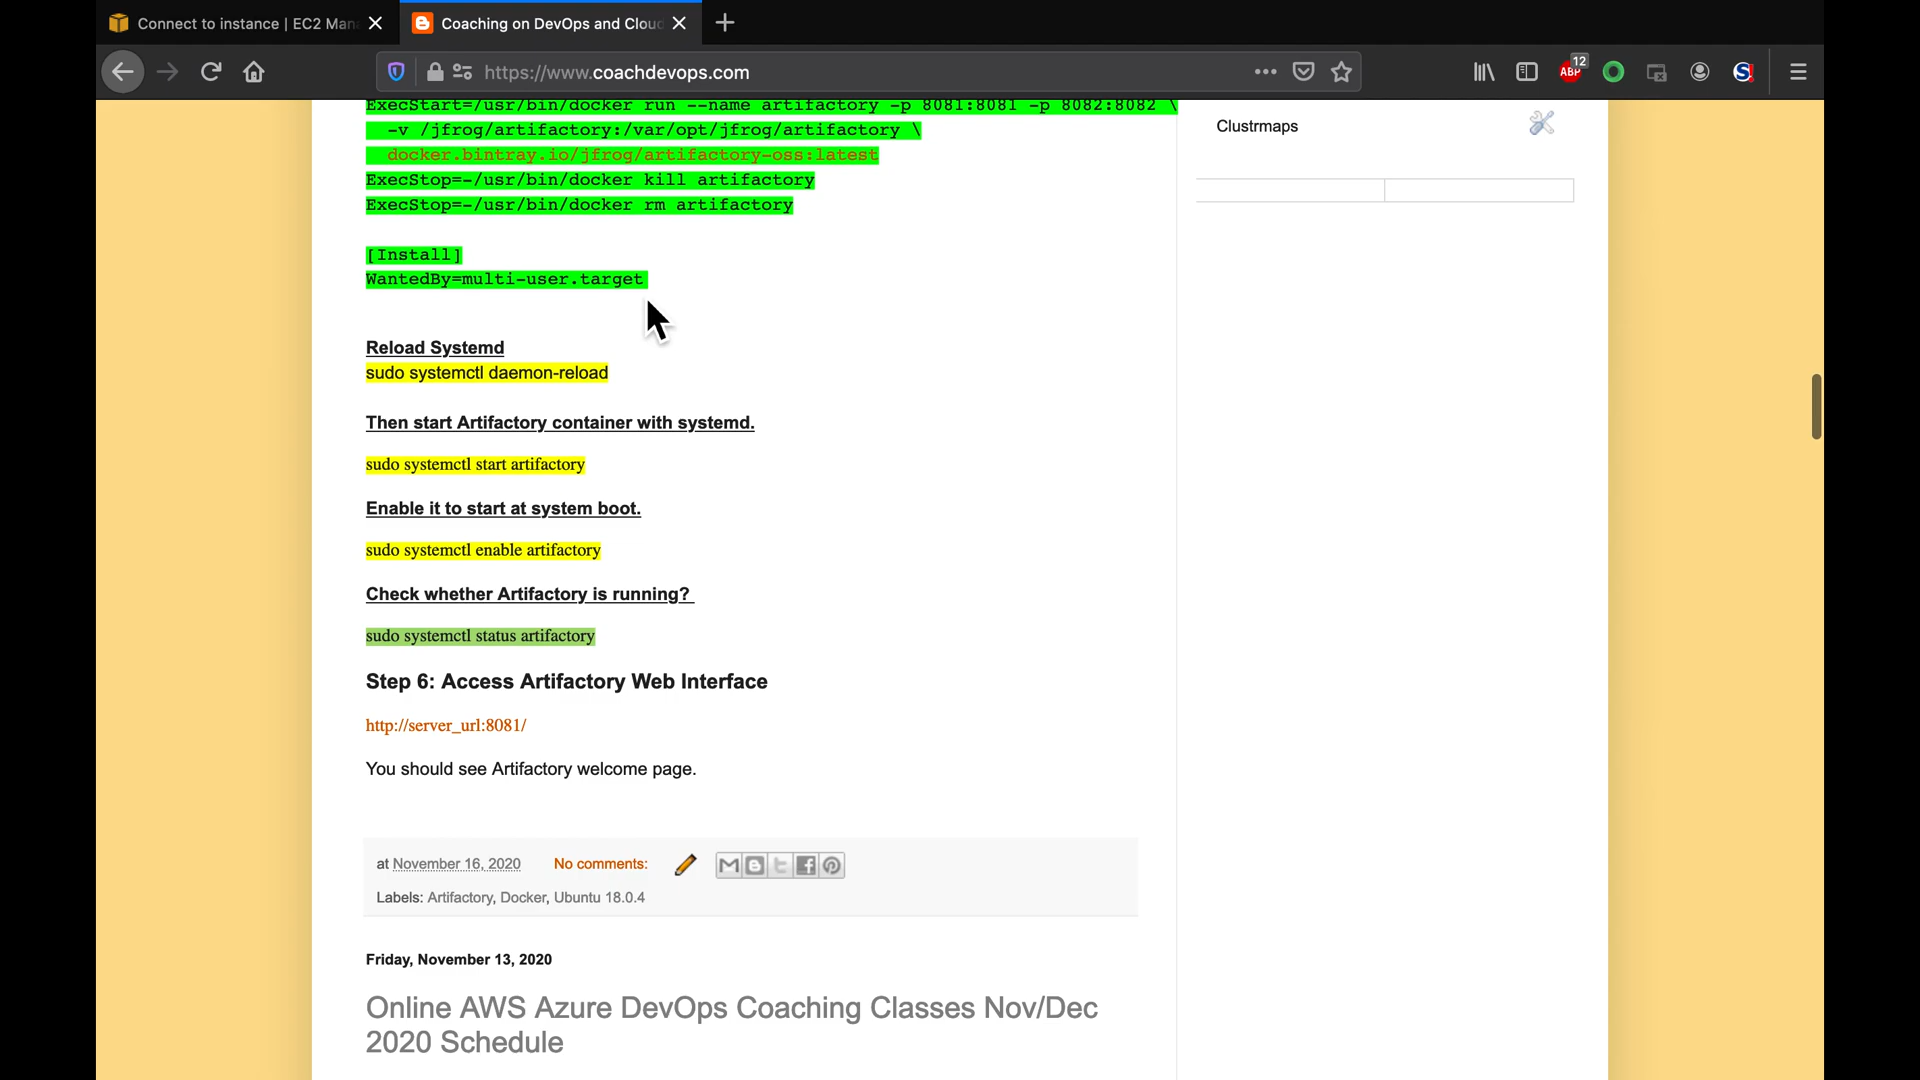 Connect to instance | EC2 Man
Coaching on DevOps and Cloud
https://www.coachdevops.com
12
ABP
ExecStart=/usr/bin/docker run --name artifactory -p 8081:8081 -p 8082:8082 \
-v /jfrog/artifactory:/var/opt/jfrog/artifactory \
docker.bintray.io/jfrog/artifactory-oss:latest
ExecStop=-/usr/bin/docker kill artifactory
ExecStop=-/usr/bin/docker rm artifactory
Clustrmaps
[Install]
WantedBy=multi-user.target
Reload Systemd
sudo systemctl daemon-reload
Then start Artifactory container with systemd.
sudo systemctl start artifactory
Enable it to start at system boot.
sudo systemctl enable artifactory
Check whether Artifactory is running?
sudo systemctl status artifactory
Step 6: Access Artifactory Web Interface
http://server_url:8081/
You should see Artifactory welcome page.
at November 16, 2020 No comments:
Labels: Artifactory, Docker, Ubuntu 18.0.4
Friday, November 13, 2020
Online AWS Azure DevOps Coaching Classes Nov/Dec
2020 Schedule